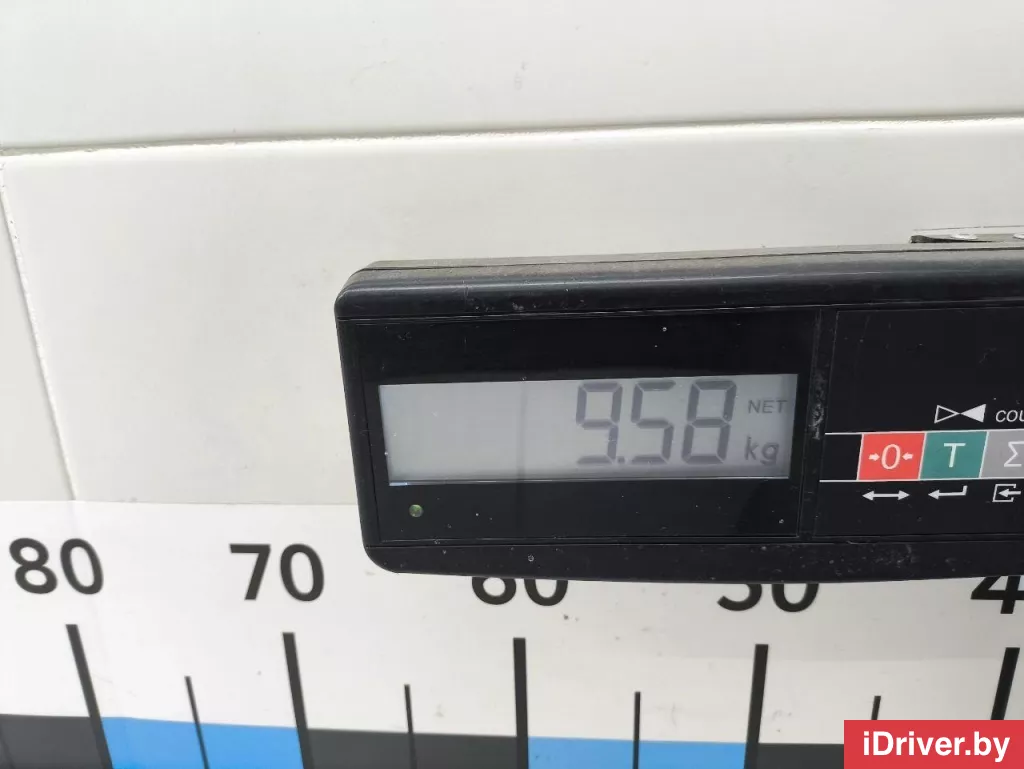 9.58 NET
kg
→0← T Σ
80 70 60 50
iDriver.by